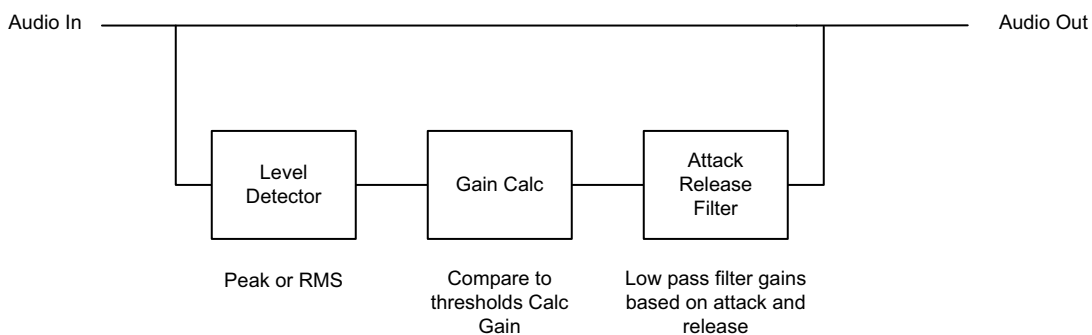 Audio In
Audio Out
Level
Detector
Gain Calc
Attack
Release
Filter
Peak or RMS
Compare to
thresholds Calc
Gain
Low pass filter gains
based on attack and
release